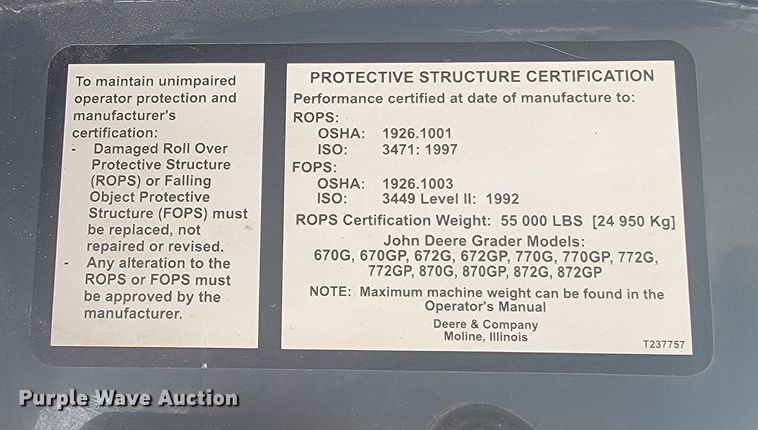 To maintain unimpaired
operator protection and
manufacturer's
certification:
- Damaged Roll Over
Protective Structure
(ROPS) or Falling
Object Protective
Structure (FOPS) must
be replaced, not
repaired or revised.
- Any alteration to the
ROPS or FOPS must
be approved by the
manufacturer.
PROTECTIVE STRUCTURE CERTIFICATION
Performance certified at date of manufacture to:
ROPS:
OSHA: 1926.1001
ISO: 3471: 1997
FOPS:
OSHA: 1926.1003
ISO: 3449 Level II: 1992
ROPS Certification Weight: 55 000 LBS [24 950 Kg]
John Deere Grader Models:
670G, 670GP, 672G, 672GP, 770G, 770GP, 772G,
772GP, 870G, 870GP, 872G, 872GP
NOTE: Maximum machine weight can be found in the
Operator's Manual
Deere & Company
Moline, Illinois
T237757
Purple Wave Auction